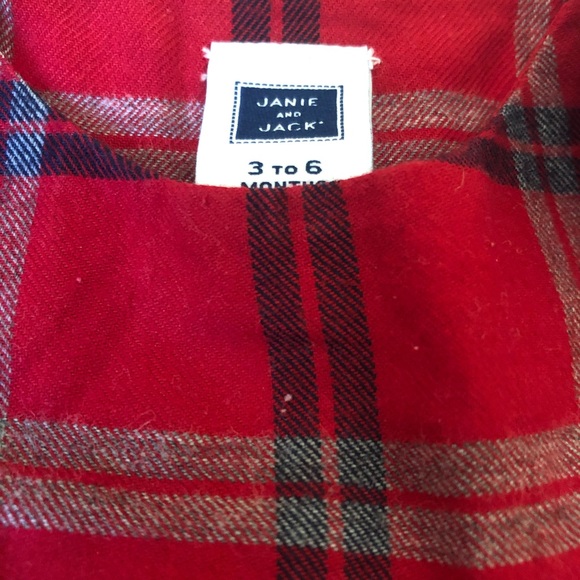 JANIE
AND
JACK®
3 TO 6
MONTHS